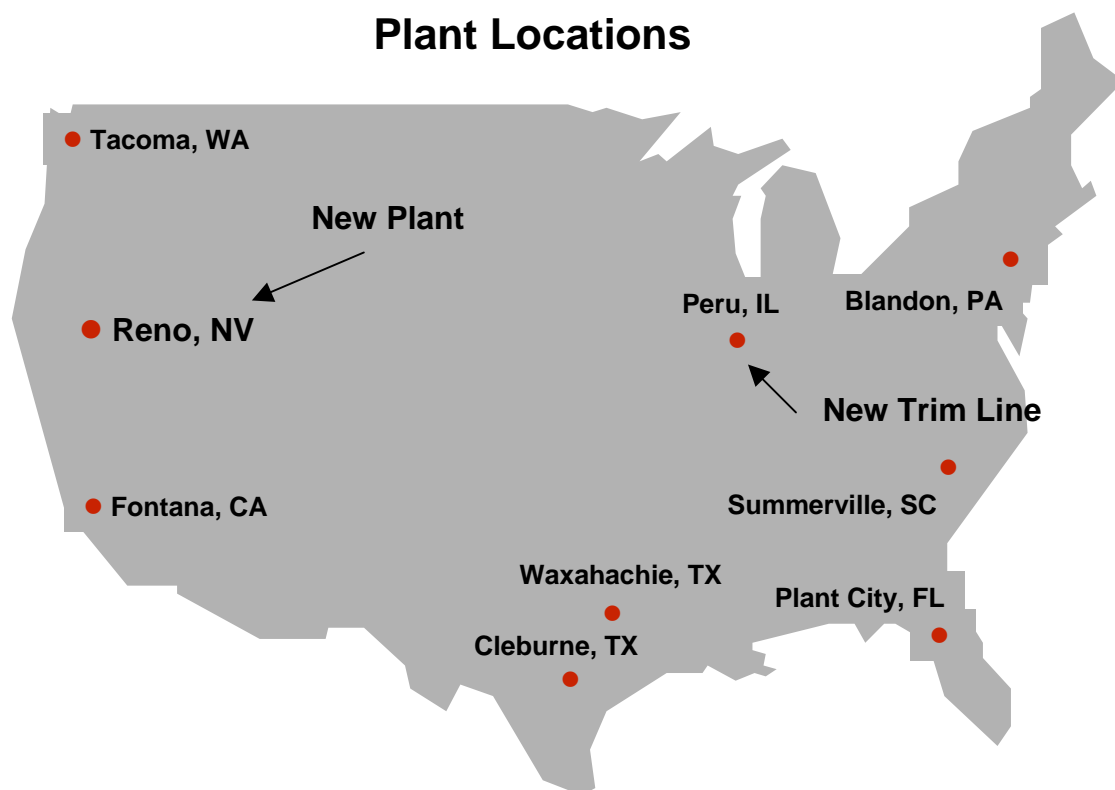 Plant Locations
Tacoma, WA
New Plant
Reno, NV
Peru, IL
Blandon, PA
New Trim Line
Fontana, CA
Summerville, SC
Waxahachie, TX
Plant City, FL
Cleburne, TX